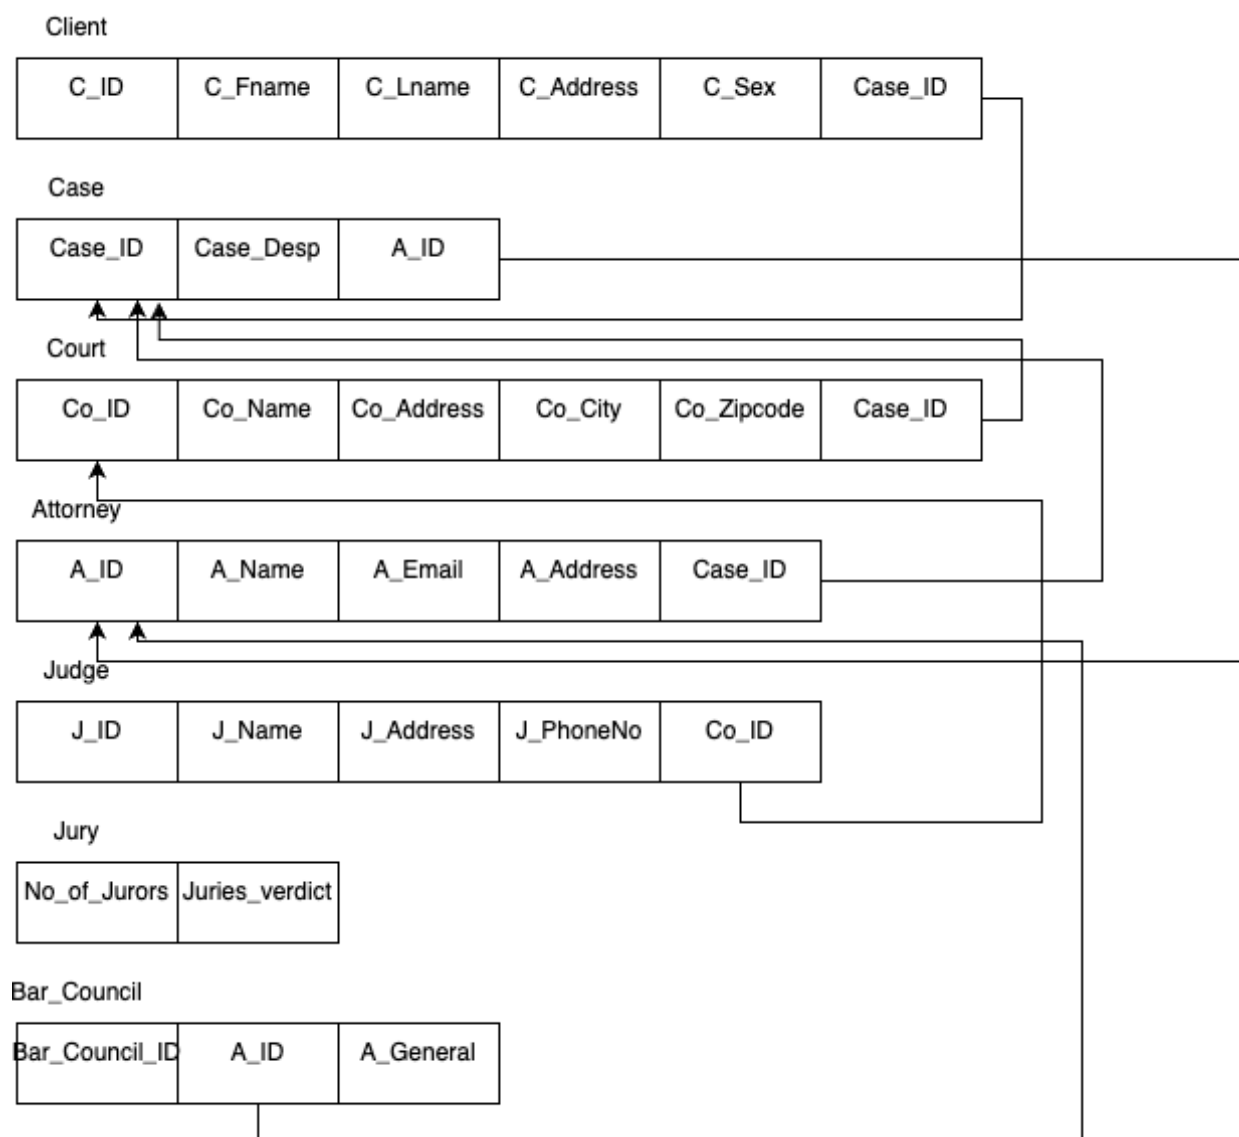 Client
C_ID C_Fname C_Lname C_Address C_Sex Case_ID
Case
Case_ID Case_Desp A_ID
Court
Co_ID Co_Name Co_Address Co_City Co_Zipcode Case_ID
Attorney
A_ID A_Name A_Email A_Address Case_ID
Judge
J_ID J_Name J_Address J_PhoneNo Co_ID
Jury
No_of_Jurors Juries_verdict
Bar_Council
Bar_Council_ID A_ID A_General